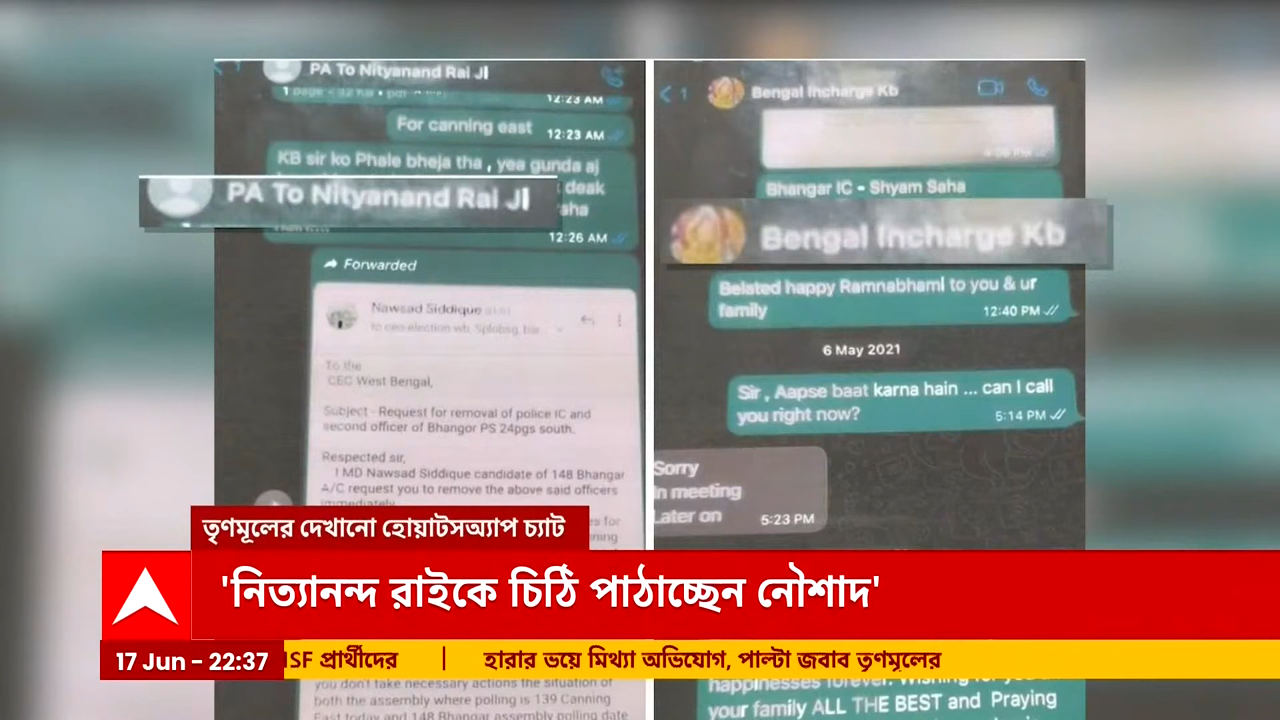 PA To Nityanand Rai Ji
12:23 AM
For canning east
12:23 AM
KB sir ko Phale bheja tha , yea gunda aj
deak
PA To Nityanand Rai Ji
aha
12:26 AM
Forwarded
Nawsad Siddique
To the
CEC West Bengal,
Subject - Request for removal of police IC and
second officer of Bhangor PS 24pgs south.
Respected sir,
I MD Nawsad Siddique candidate of 148 Bhangar
A/C request you to remove the above said officers
immediately
es for
you don't take necessary actions the situation of
both the assembly where polling is 139 Canning
East today and 148 Bhangar assembly polling date
1
Bengal Incharge Kb
Bhangar IC - Shyam Saha
Bengal Incharge Kb
Belated happy Ramnabhami to you & ur
family
12:40 PM
6 May 2021
Sir , Aapse baat karna hain ... can I call
you right now?
5:14 PM
Sorry
In meeting
Later on
5:23 PM
happinesses forever.
your family ALL THE BEST and Praying
তৃণমূলের দেখানো হোয়াটসঅ্যাপ চ্যাট
'নিত্যানন্দ রাইকে চিঠি পাঠাচ্ছেন নৌশাদ'
17 Jun - 22:37
ISF প্রার্থীদের | হারার ভয়ে মিথ্যা অভিযোগ, পাল্টা জবাব তৃণমূলের